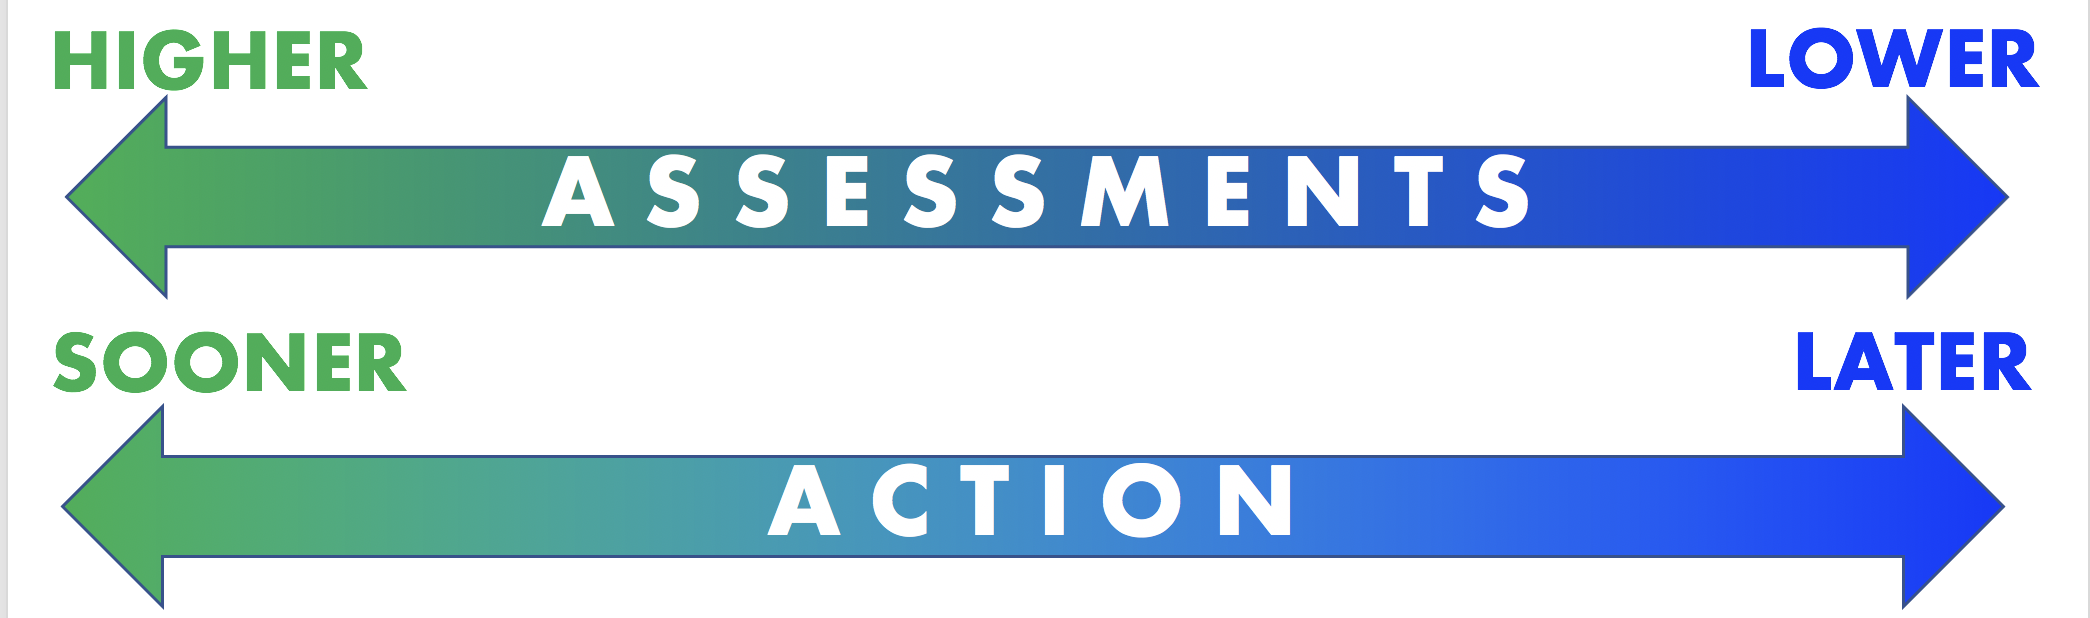 HIGHER LOWER
ASSESSMENTS
SOONER LATER
ACTION